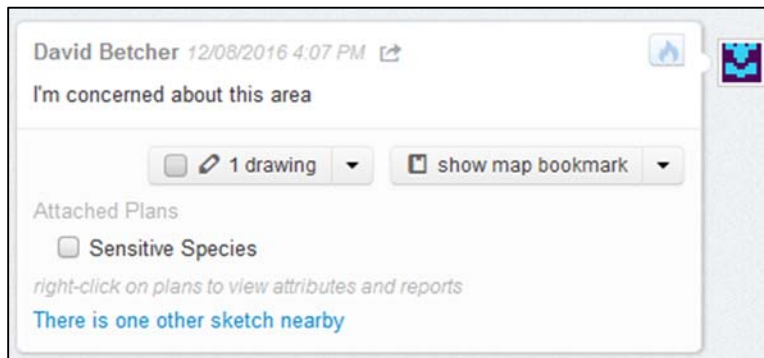 David Betcher 12/08/2016 4:07 PM
I'm concerned about this area
1 drawing show map bookmark
Attached Plans
Sensitive Species
right-click on plans to view attributes and reports
There is one other sketch nearby